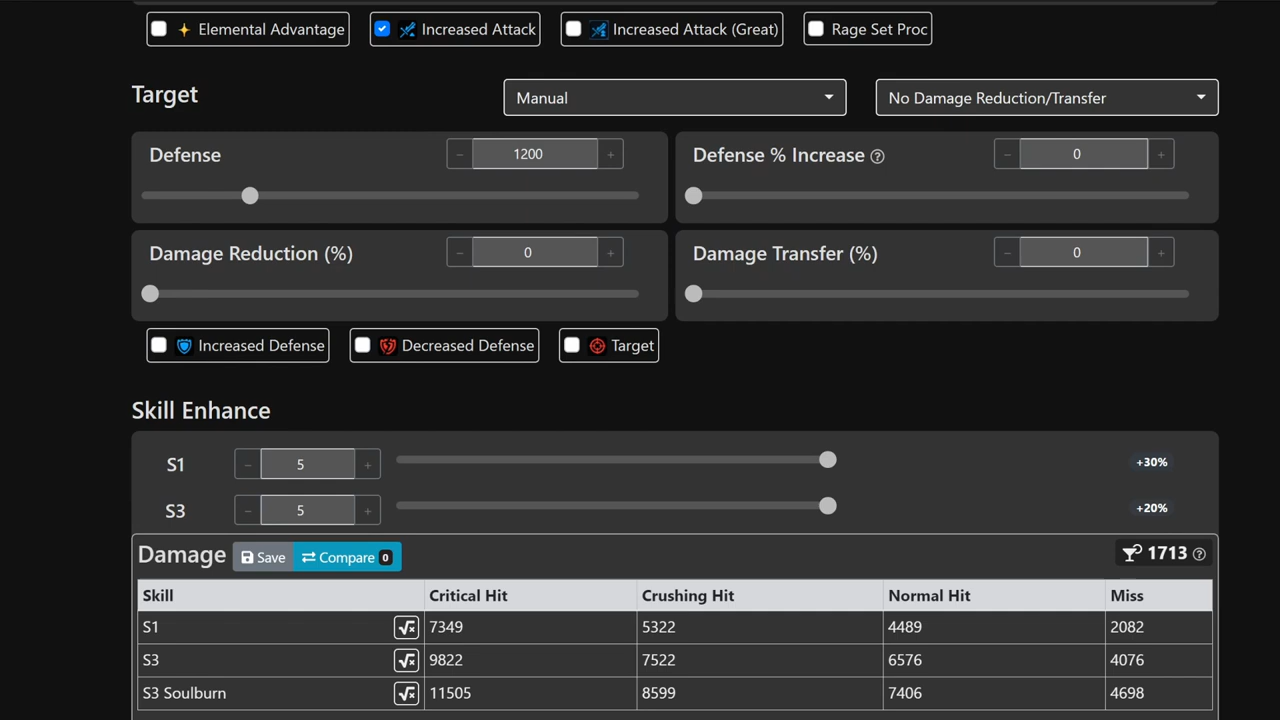 Elemental Advantage Increased Attack Increased Attack (Great) Rage Set Proc
Target Manual No Damage Reduction/Transfer
Defense − 1200 + Defense % Increase ? − 0 +
Damage Reduction (%) − 0 + Damage Transfer (%) − 0 +
Increased Defense Decreased Defense Target
Skill Enhance
S1 − 5 + +30%
S3 − 5 + +20%
Damage Save Compare 0 1713 ?
Skill Critical Hit Crushing Hit Normal Hit Miss
S1 √x 7349 5322 4489 2082
S3 √x 9822 7522 6576 4076
S3 Soulburn √x 11505 8599 7406 4698